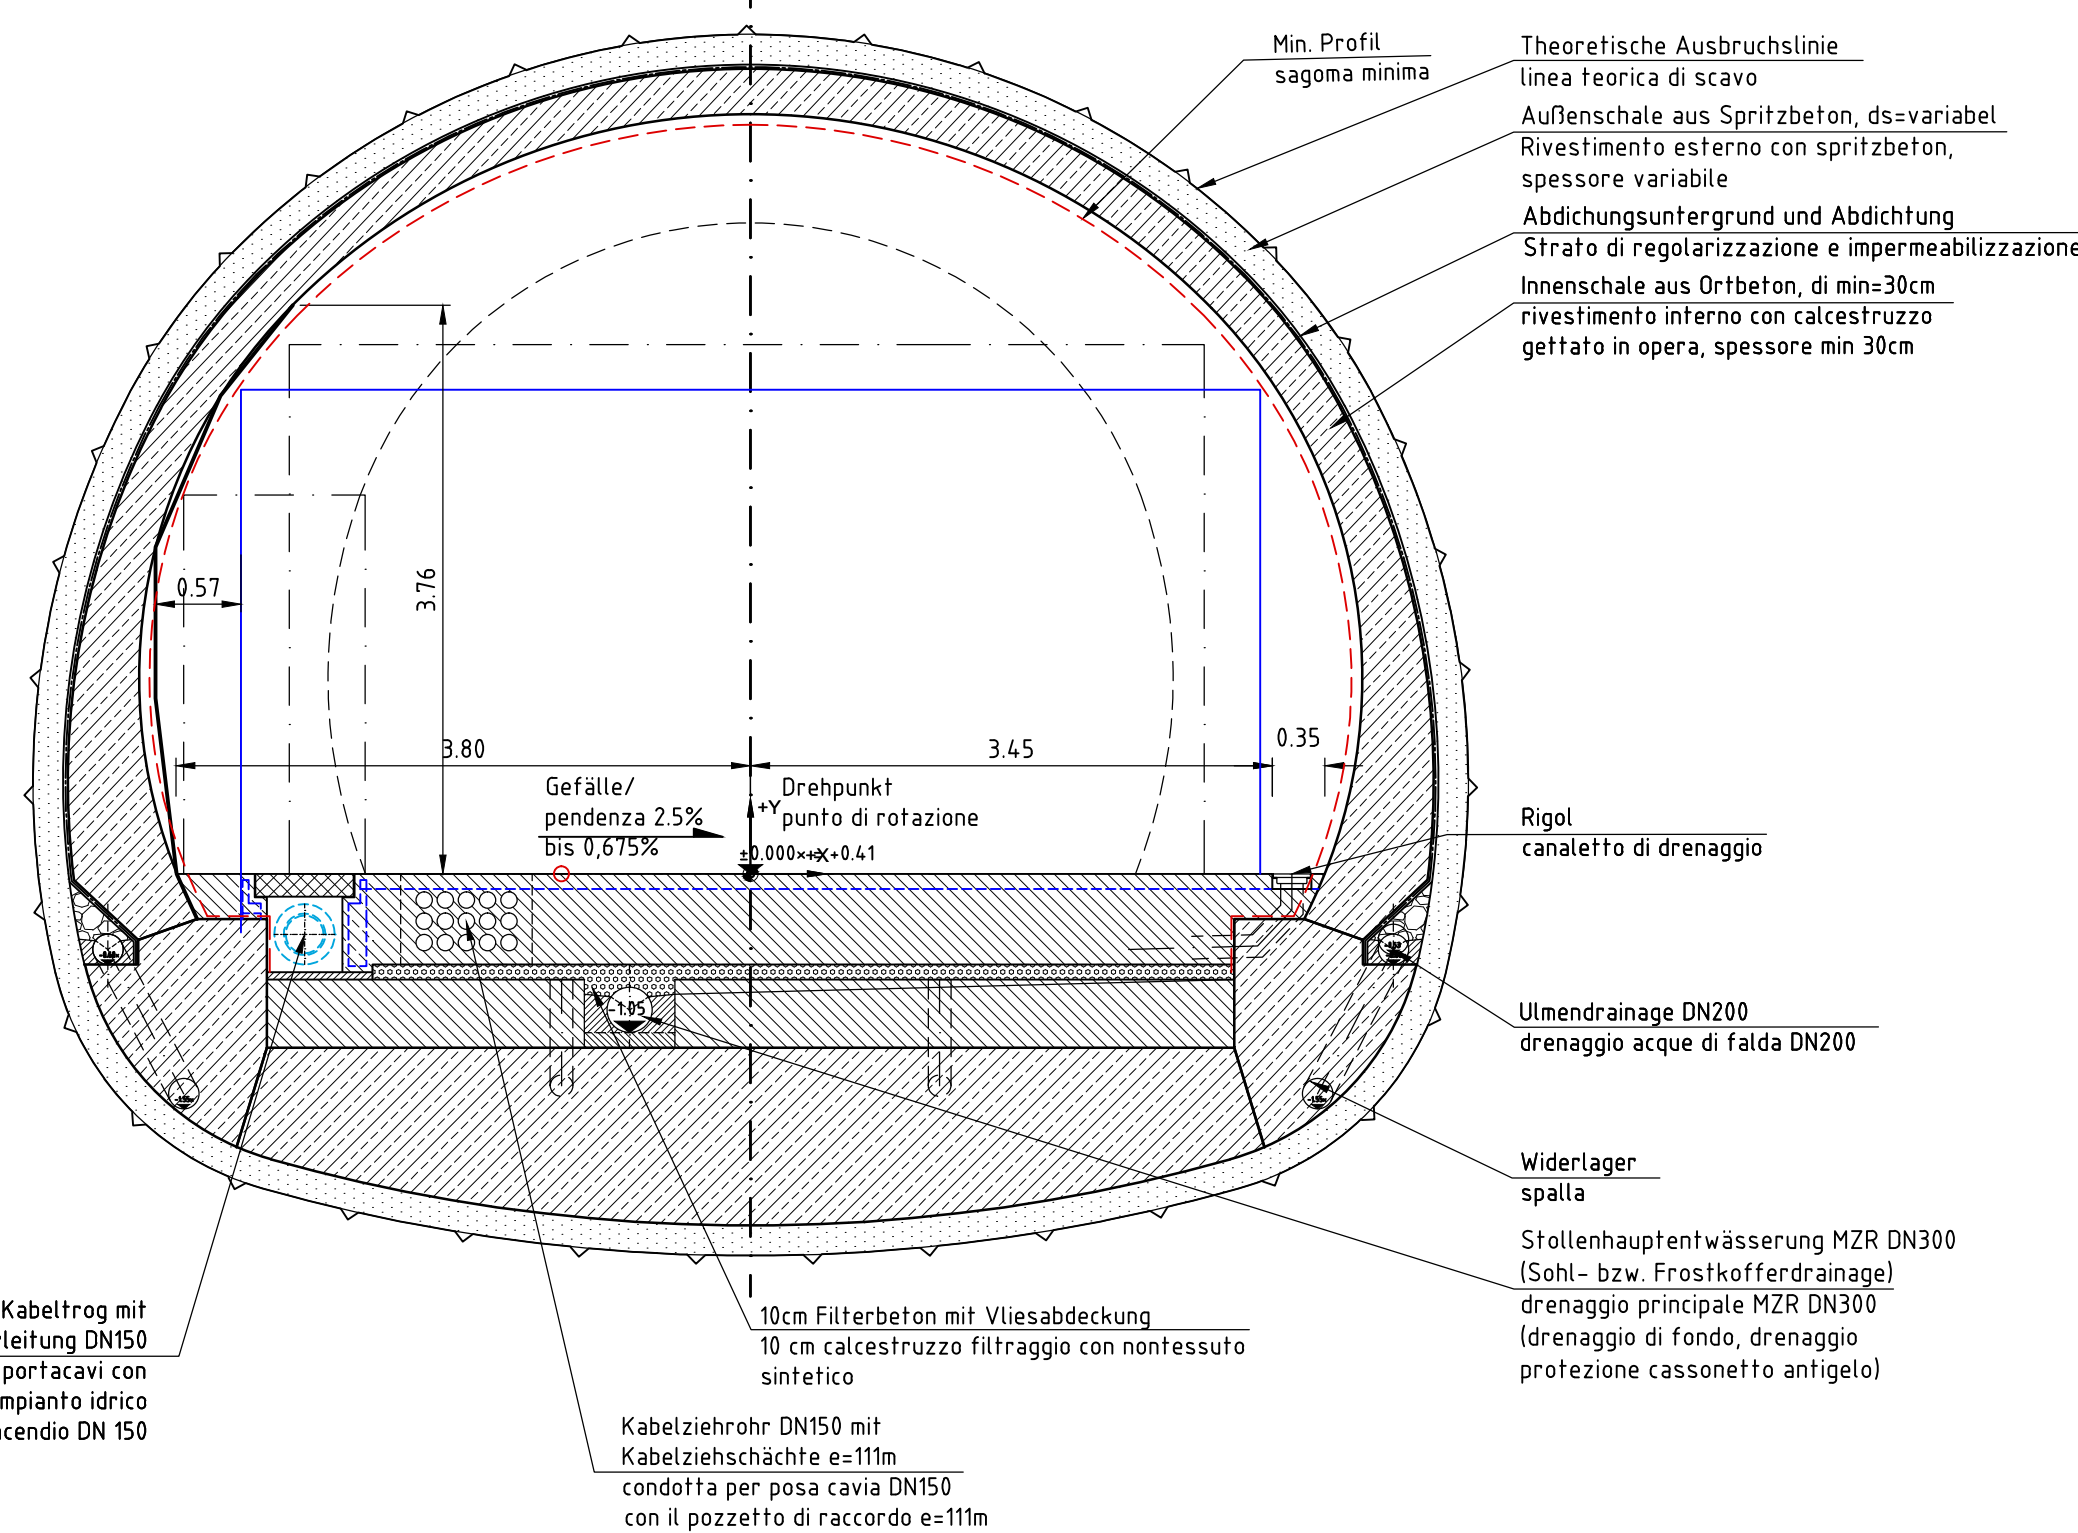 Min. Profil
sagoma minima
Theoretische Ausbruchslinie
linea teorica di scavo
Außenschale aus Spritzbeton, ds=variabel
Rivestimento esterno con spritzbeton,
spessore variabile
Abdichungsuntergrund und Abdichtung
Strato di regolarizzazione e impermeabilizzazione
Innenschale aus Ortbeton, di min=30cm
rivestimento interno con calcestruzzo
gettato in opera, spessore min 30cm
0.57
3.76
3.80
3.45
0.35
Gefälle/
pendenza 2.5%
bis 0,675%
Drehpunkt
+Y
punto di rotazione
±0.000
+X
+0.41
Rigol
canaletto di drenaggio
-1.05
Ulmendrainage DN200
drenaggio acque di falda DN200
Widerlager
spalla
Stollenhauptentwässerung MZR DN300
(Sohl- bzw. Frostkofferdrainage)
drenaggio principale MZR DN300
(drenaggio di fondo, drenaggio
protezione cassonetto antigelo)
Kabeltrog mit
leitung DN150
portacavi con
mpianto idrico
cendio DN 150
10cm Filterbeton mit Vliesabdeckung
10 cm calcestruzzo filtraggio con nontessuto
sintetico
Kabelziehrohr DN150 mit
Kabelziehschächte e=111m
condotta per posa cavia DN150
con il pozzetto di raccordo e=111m